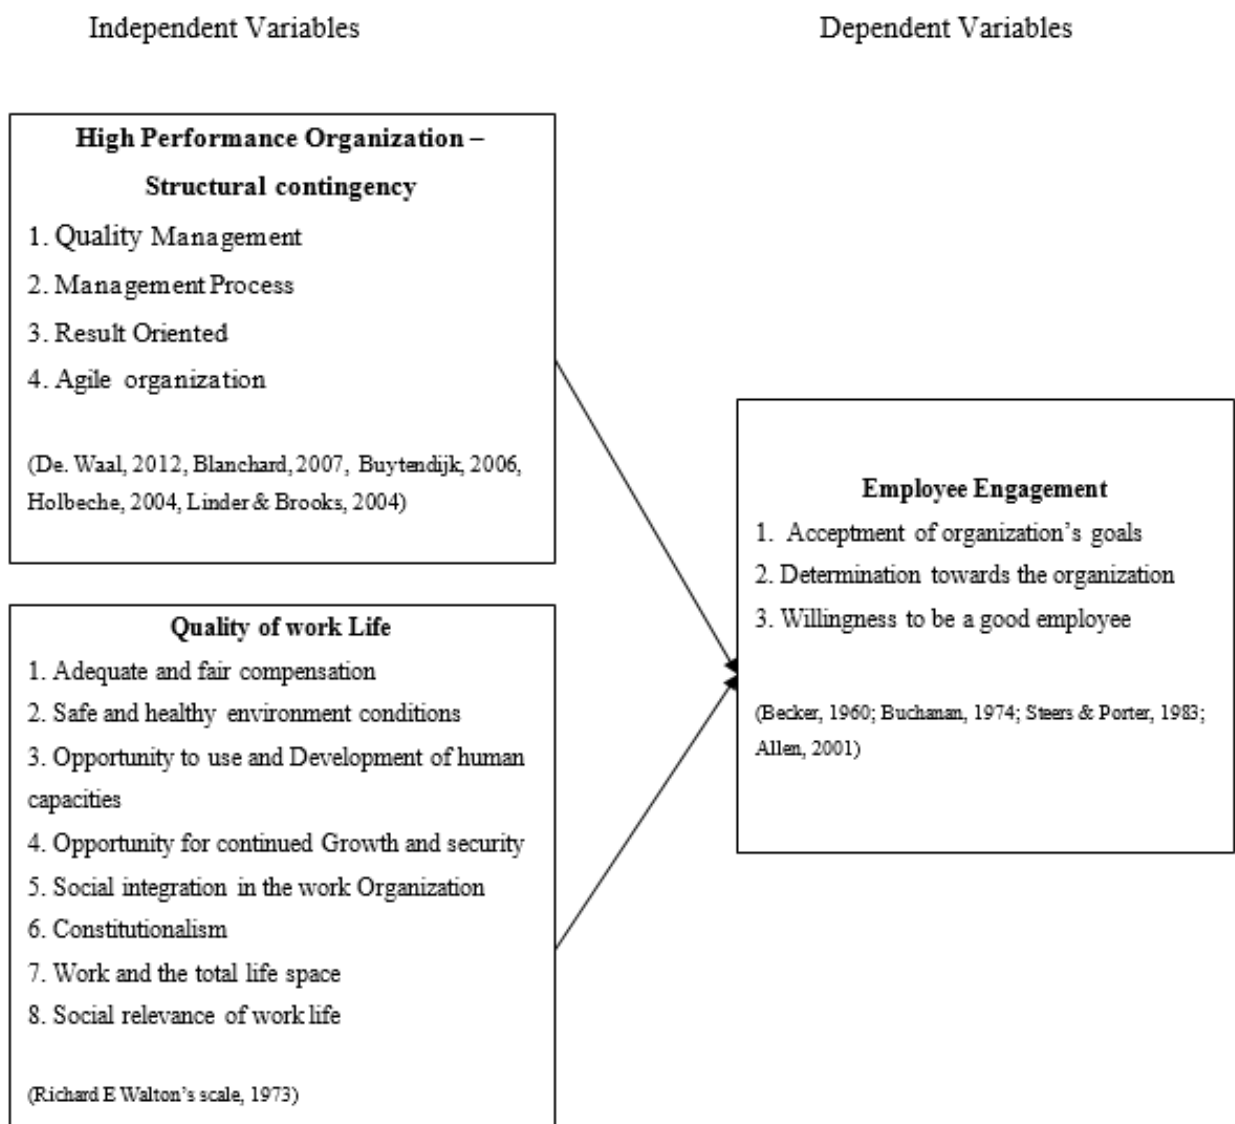 Independent Variables
Dependent Variables
High Performance Organization –
Structural contingency
1. Quality Management
2. Management Process
3. Result Oriented
4. Agile organization
(De. Waal, 2012, Blanchard, 2007, Buytendijk, 2006,
Holbeche, 2004, Linder & Brooks, 2004)
Quality of work Life
1. Adequate and fair compensation
2. Safe and healthy environment conditions
3. Opportunity to use and Development of human
capacities
4. Opportunity for continued Growth and security
5. Social integration in the work Organization
6. Constitutionalism
7. Work and the total life space
8. Social relevance of work life
(Richard E Walton’s scale, 1973)
Employee Engagement
1. Acceptment of organization’s goals
2. Determination towards the organization
3. Willingness to be a good employee
(Becker, 1960; Buchanan, 1974; Steers & Porter, 1983;
Allen, 2001)